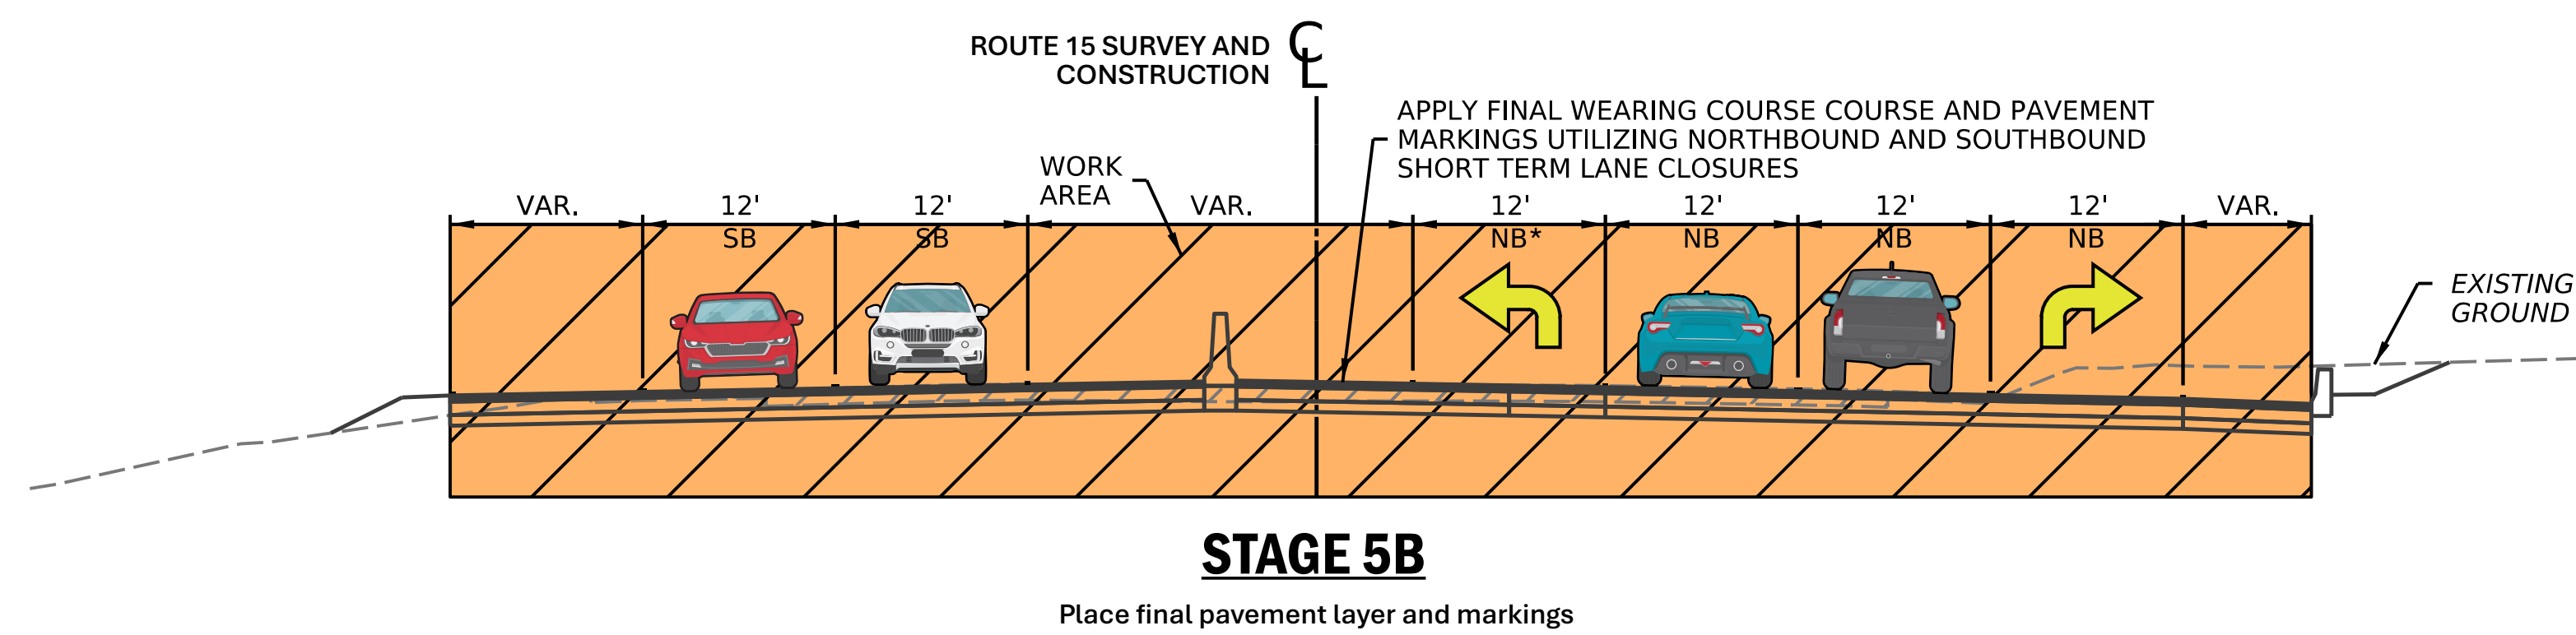 ROUTE 15 SURVEY AND
CONSTRUCTION
CL
APPLY FINAL WEARING COURSE COURSE AND PAVEMENT
MARKINGS UTILIZING NORTHBOUND AND SOUTHBOUND
SHORT TERM LANE CLOSURES
WORK
AREA
VAR. 12' 12' VAR. 12' 12' 12' 12' VAR.
SB SB NB* NB NB NB
EXISTING
GROUND
STAGE 5B
Place final pavement layer and markings